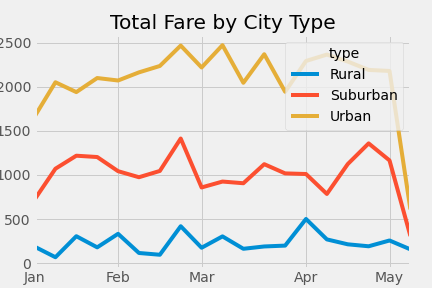 Total Fare by City Type
2500
2000
1500
1000
500
0
type
Rural
Suburban
Urban
Jan Feb Mar Apr May